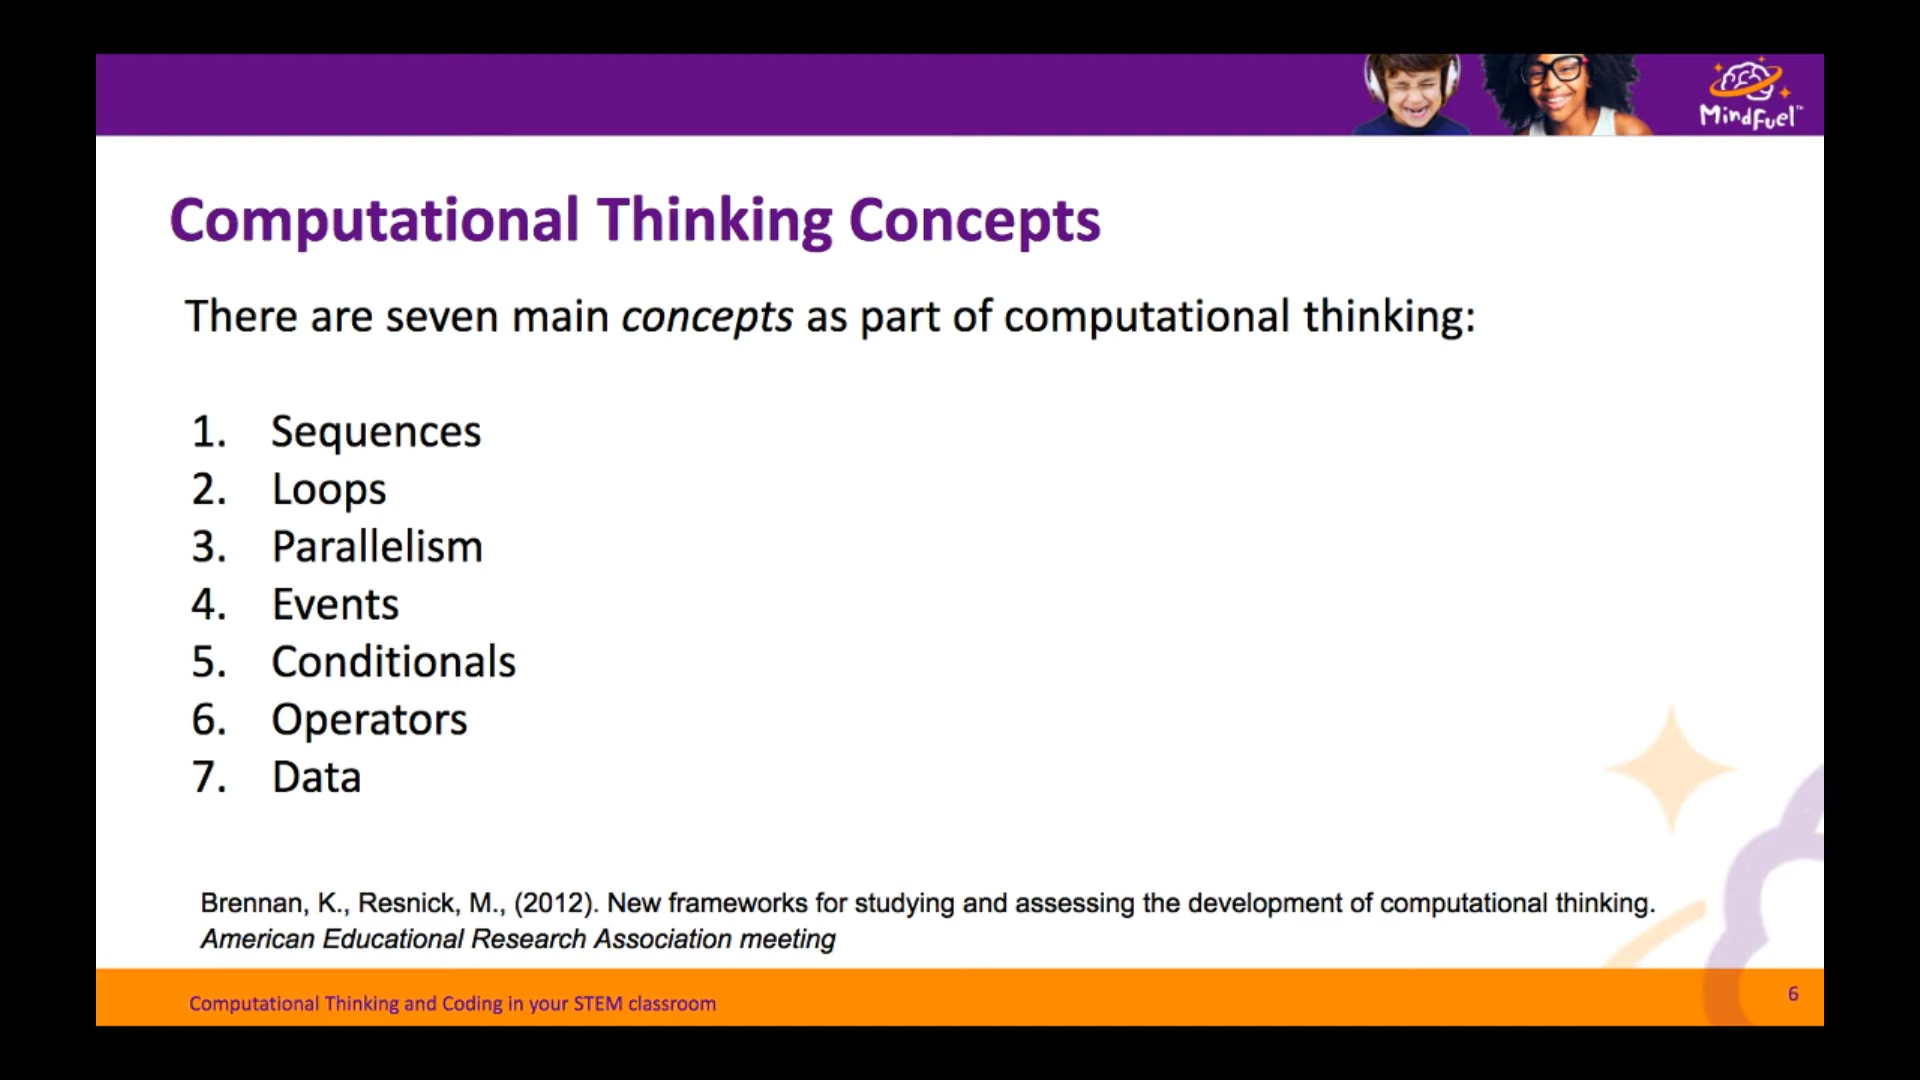 MindFuel™
Computational Thinking Concepts
There are seven main concepts as part of computational thinking:
1. Sequences
2. Loops
3. Parallelism
4. Events
5. Conditionals
6. Operators
7. Data
Brennan, K., Resnick, M., (2012). New frameworks for studying and assessing the development of computational thinking.
American Educational Research Association meeting
Computational Thinking and Coding in your STEM classroom
6